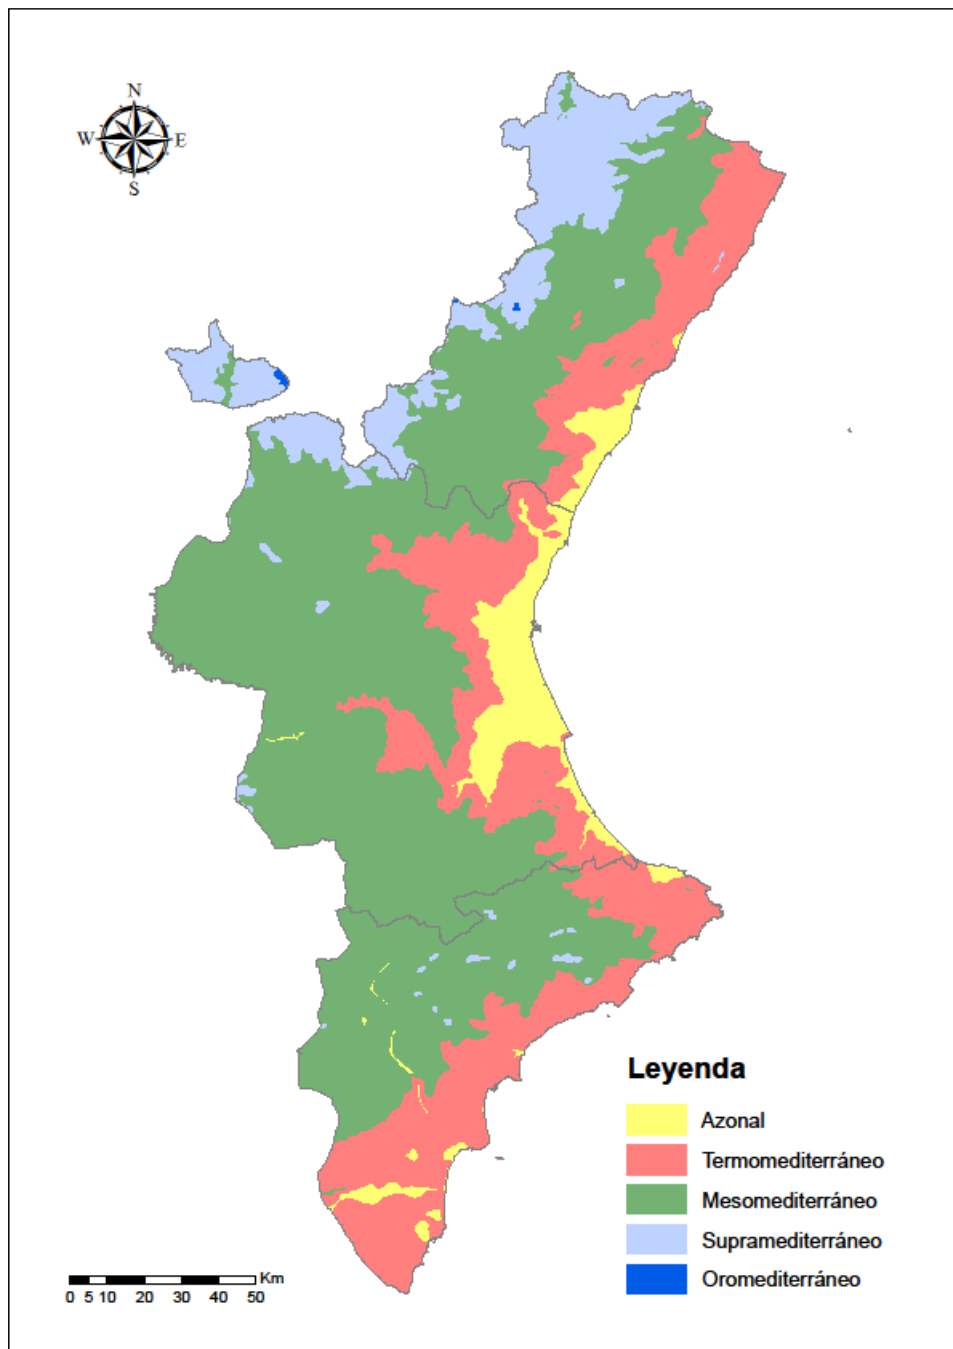 N
W E
S
Leyenda
Azonal
Termomediterráneo
Mesomediterráneo
Supramediterráneo
Oromediterráneo
Km
0 5 10 20 30 40 50